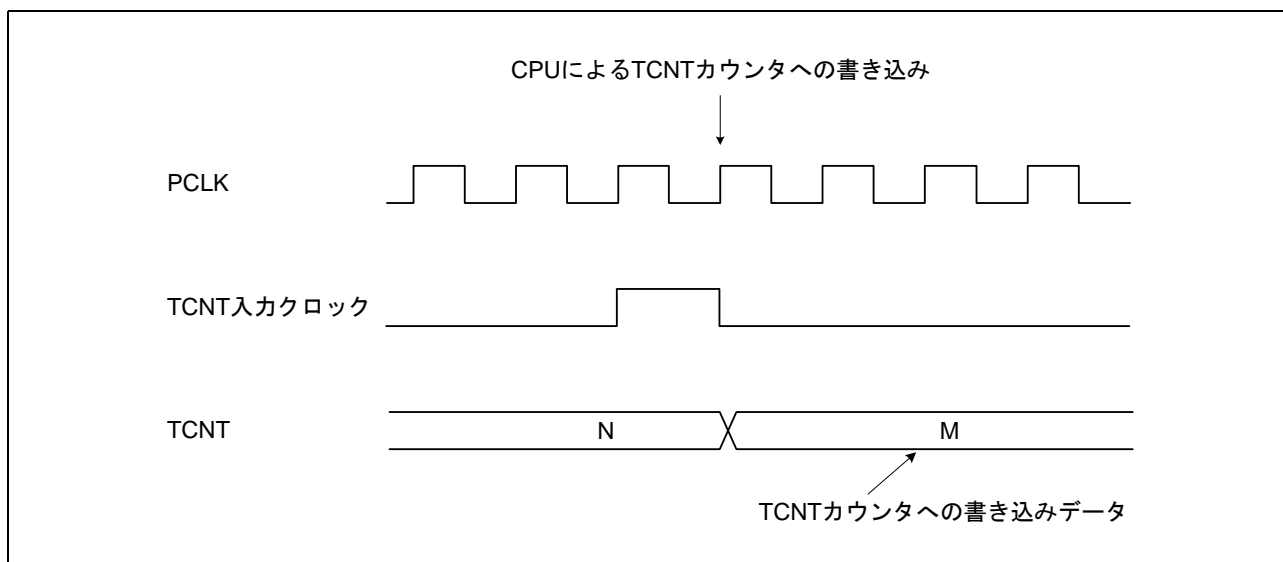 CPUによるTCNTカウンタへの書き込み
PCLK
TCNT入力クロック
TCNT
N
M
TCNTカウンタへの書き込みデータ